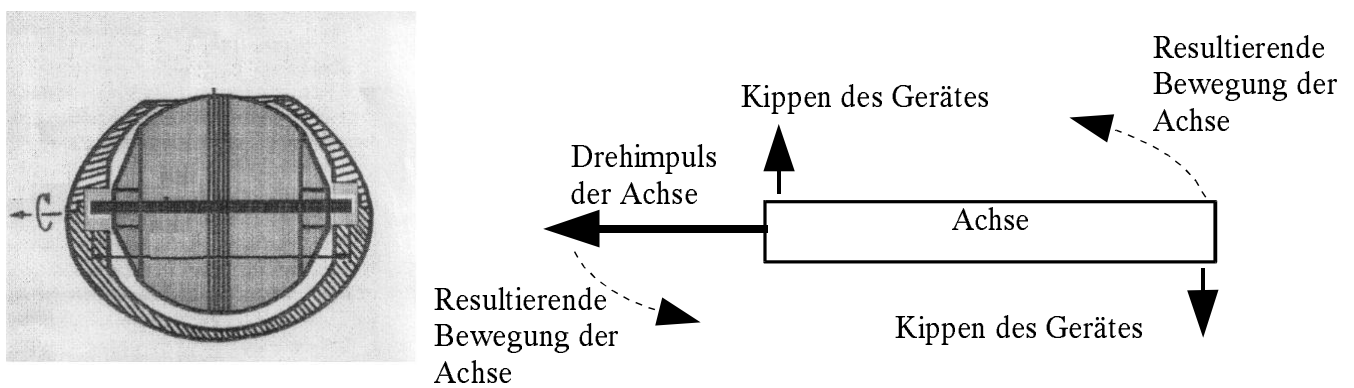 Resultierende
Bewegung der
Achse
Kippen des Gerätes
Drehimpuls
der Achse
Achse
Resultierende
Bewegung der
Achse
Kippen des Gerätes